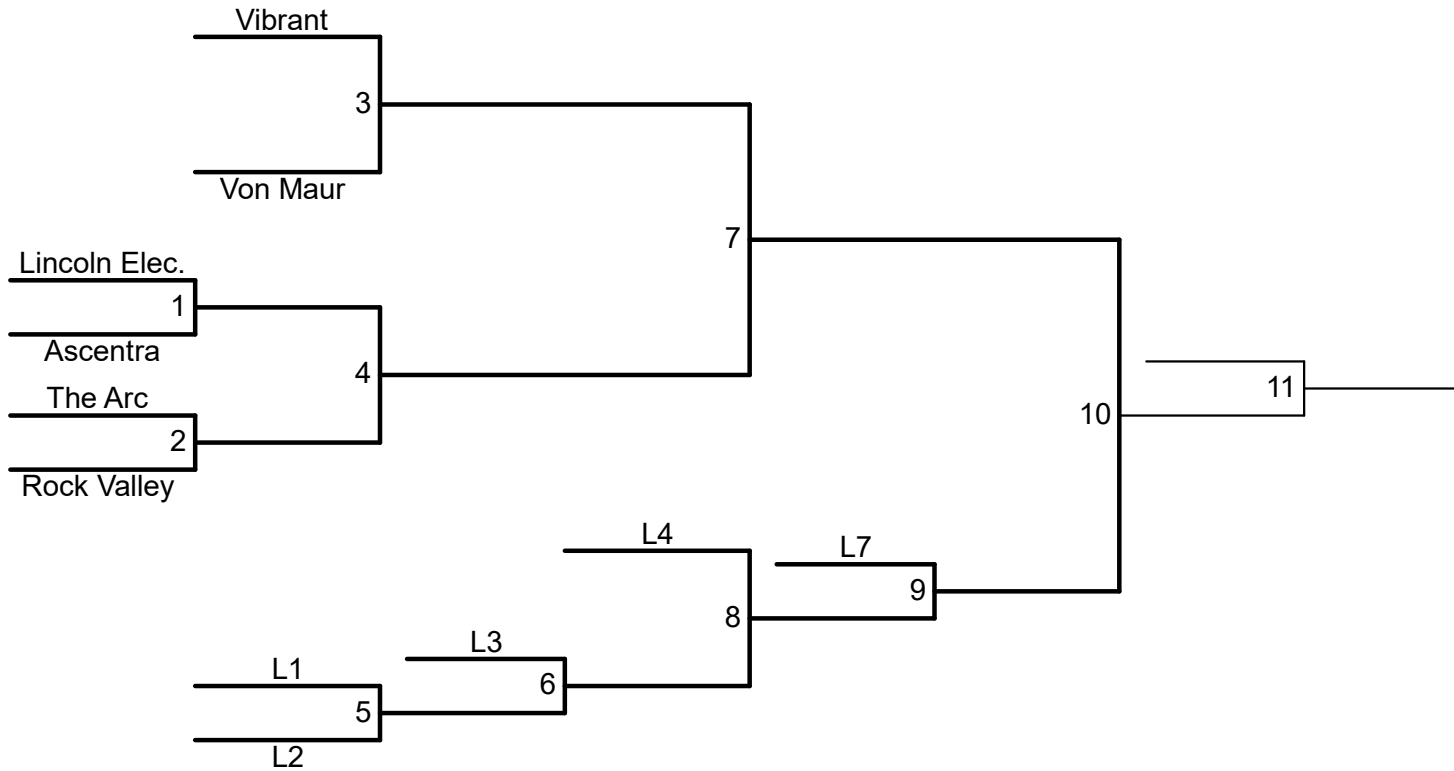 Vibrant
3
Von Maur
7
Lincoln Elec.
1
Ascentra
4
The Arc
2
Rock Valley
11
10
L4
L7
9
8
L3
6
L1
5
L2